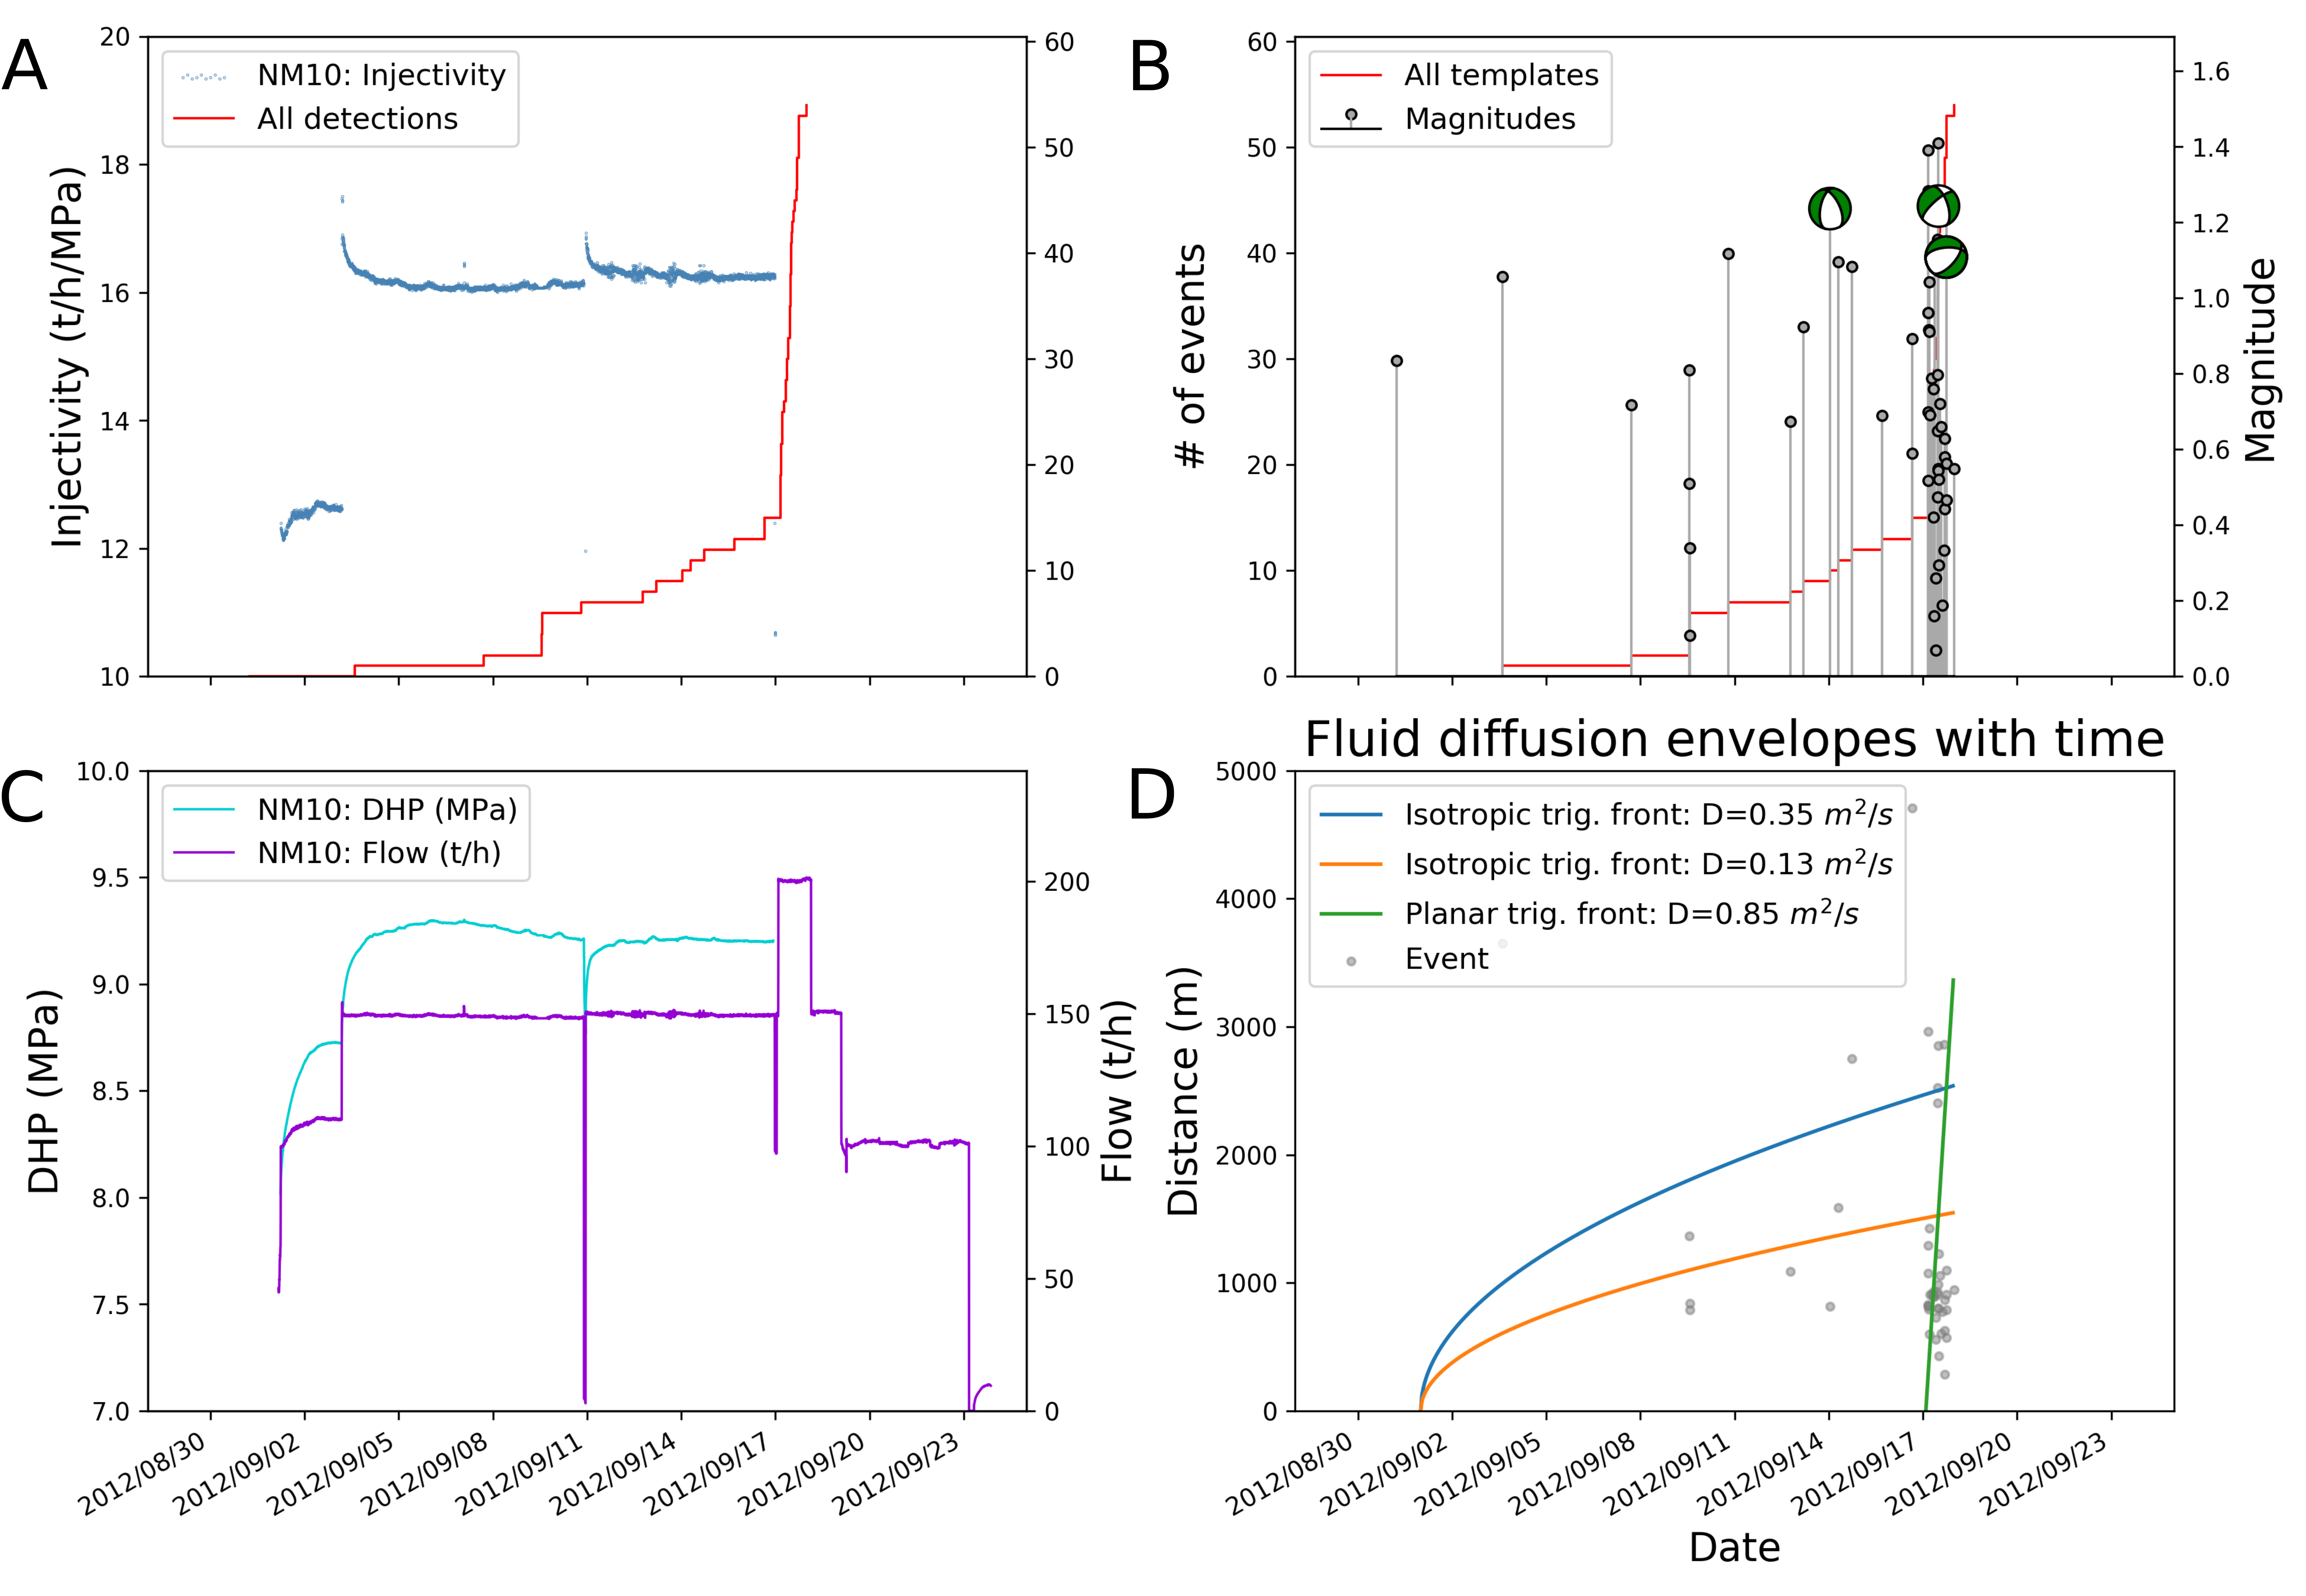 A
20
18
16
14
12
10
Injectivity (t/h/MPa)
NM10: Injectivity
All detections
60
50
40
30
20
10
0
B
60
50
40
30
20
10
0
# of events
All templates
Magnitudes
1.6
1.4
1.2
1.0
0.8
0.6
0.4
0.2
0.0
Magnitude
C
10.0
9.5
9.0
8.5
8.0
7.5
7.0
DHP (MPa)
NM10: DHP (MPa)
NM10: Flow (t/h)
200
150
100
50
0
Flow (t/h)
2012/08/30
2012/09/02
2012/09/05
2012/09/08
2012/09/11
2012/09/14
2012/09/17
2012/09/20
2012/09/23
Fluid diffusion envelopes with time
D
5000
4000
3000
2000
1000
0
Distance (m)
Isotropic trig. front: D=0.35 m²/s
Isotropic trig. front: D=0.13 m²/s
Planar trig. front: D=0.85 m²/s
Event
2012/08/30
2012/09/02
2012/09/05
2012/09/08
2012/09/11
2012/09/14
2012/09/17
2012/09/20
2012/09/23
Date